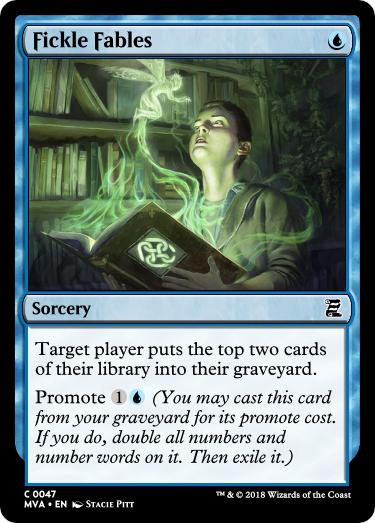 Fickle Fables
Sorcery
Target player puts the top two cards
of their library into their graveyard.
Promote 1 (You may cast this card
from your graveyard for its promote cost.
If you do, double all numbers and
number words on it. Then exile it.)
C 0047
MVA • EN Stacie Pitt
™ & © 2018 Wizards of the Coast